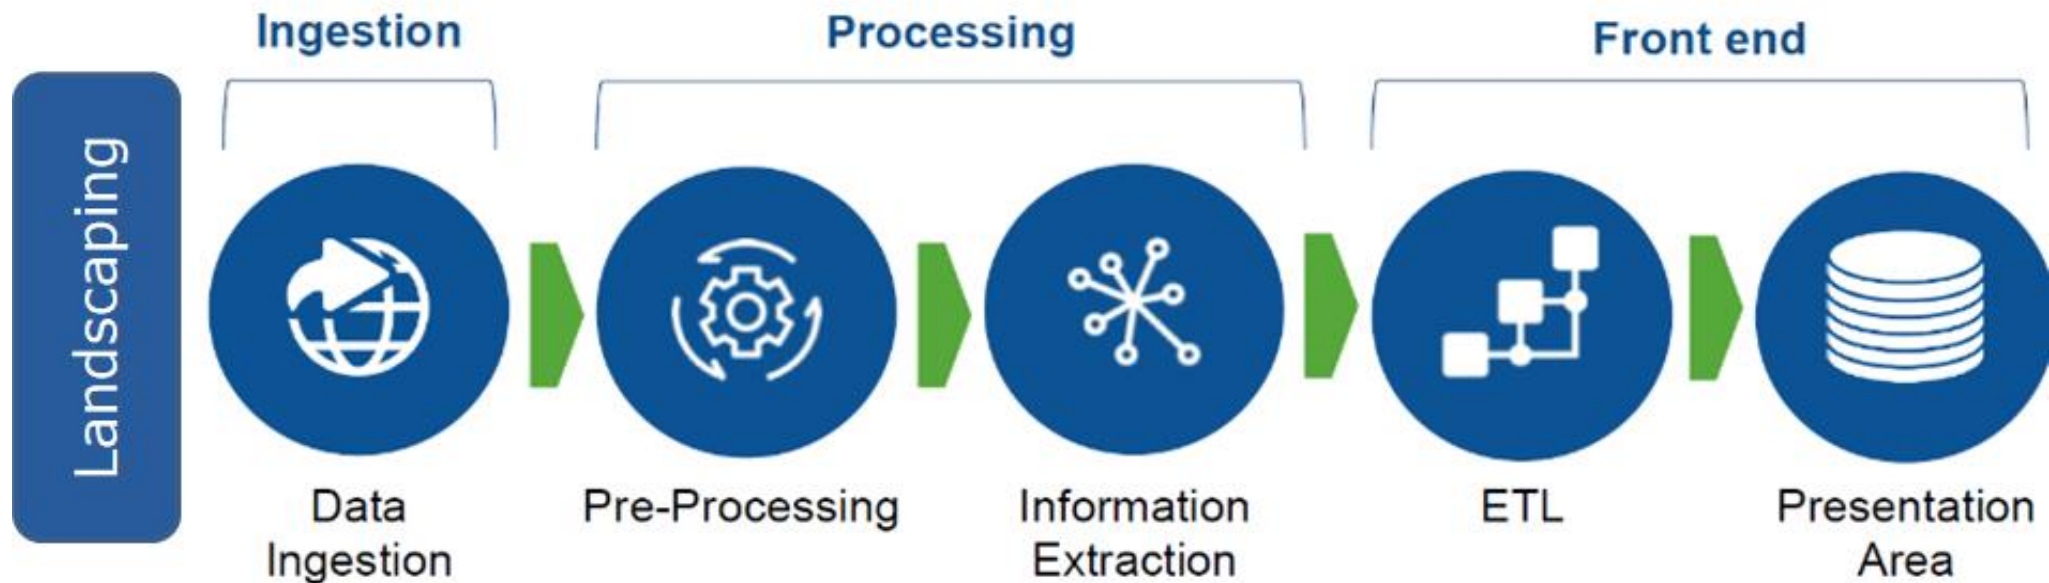 Ingestion
Processing
Front end
Landscaping
Data
Ingestion
Pre-Processing
Information
Extraction
ETL
Presentation
Area